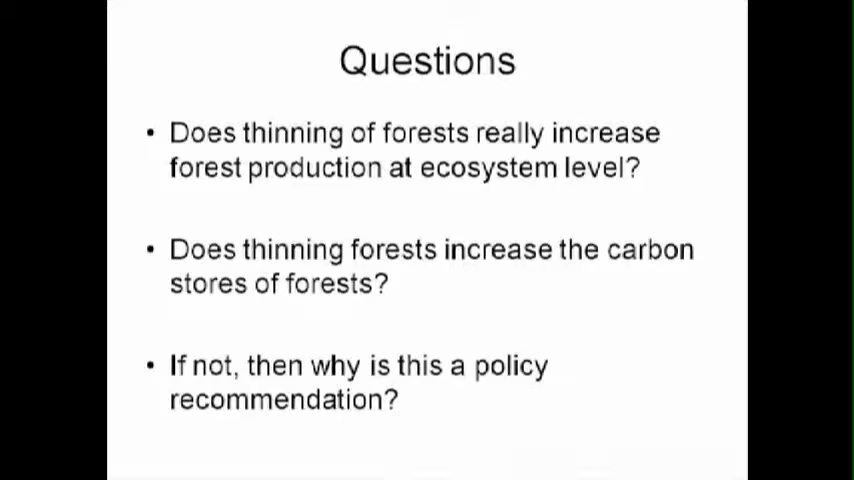 Questions
• Does thinning of forests really increase
forest production at ecosystem level?
• Does thinning forests increase the carbon
stores of forests?
• If not, then why is this a policy
recommendation?